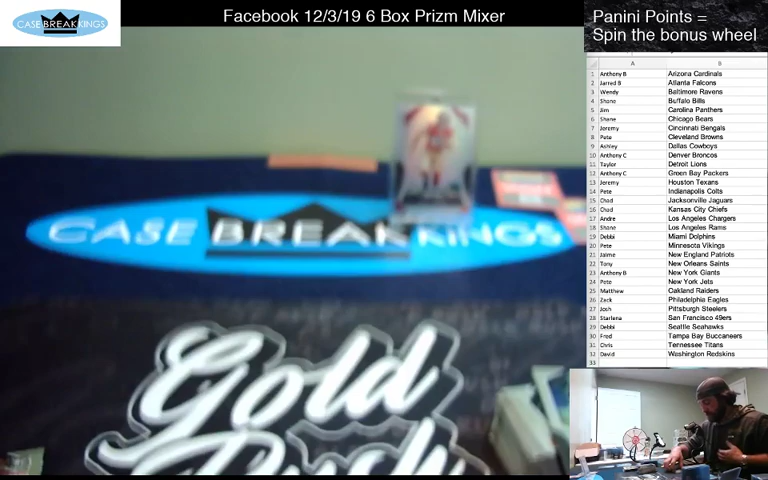 CASE BREAK KINGS
Facebook 12/3/19 6 Box Prizm Mixer
Panini Points =
Spin the bonus wheel
A B
1 Anthony B Arizona Cardinals
2 Jarred B Atlanta Falcons
3 Wendy Baltimore Ravens
4 Shane Buffalo Bills
5 Jim Carolina Panthers
6 Shane Chicago Bears
7 Jeremy Cincinnati Bengals
8 Pete Cleveland Browns
9 Ashley Dallas Cowboys
10 Anthony C Denver Broncos
11 Taylor Detroit Lions
12 Anthony C Green Bay Packers
13 Jeremy Houston Texans
14 Pete Indianapolis Colts
15 Chad Jacksonville Jaguars
16 Chad Kansas City Chiefs
17 Andre Los Angeles Chargers
18 Shane Los Angeles Rams
19 Debbi Miami Dolphins
20 Pete Minnesota Vikings
21 Jaime New England Patriots
22 Tony New Orleans Saints
23 Anthony B New York Giants
24 Pete New York Jets
25 Matthew Oakland Raiders
26 Zack Philadelphia Eagles
27 Josh Pittsburgh Steelers
28 Starlena San Francisco 49ers
29 Debbi Seattle Seahawks
30 Fred Tampa Bay Buccaneers
31 Chris Tennessee Titans
32 David Washington Redskins
33
CASE BREAK KINGS
Gold
Rush